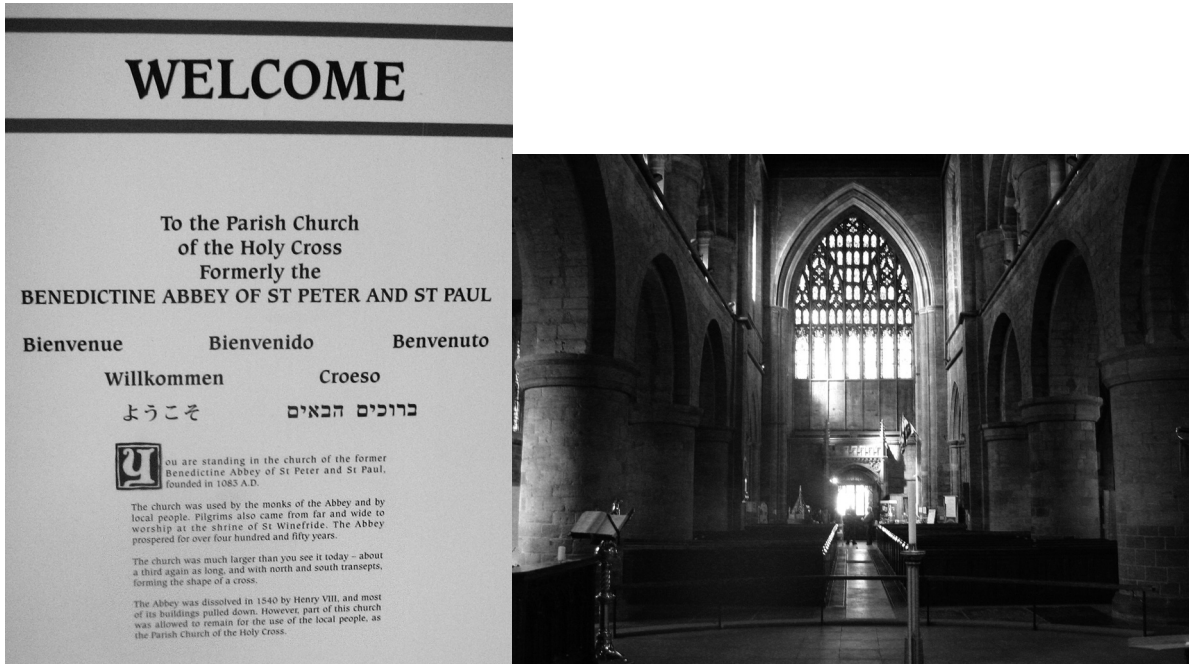 WELCOME
To the Parish Church
of the Holy Cross
Formerly the
BENEDICTINE ABBEY OF ST PETER AND ST PAUL
Bienvenue Bienvenido Benvenuto
Willkommen Croeso
ようこそ ברוכים הבאים
You are standing in the church of the former
Benedictine Abbey of St Peter and St Paul,
founded in 1083 A.D.
The church was used by the monks of the Abbey and by
local people. Pilgrims also came from far and wide to
worship at the shrine of St Winefride. The Abbey
prospered for over four hundred and fifty years.
The church was much larger than you see it today – about
a third again as long, and with north and south transepts,
forming the shape of a cross.
The Abbey was dissolved in 1540 by Henry VIII, and most
of its buildings pulled down. However, part of this church
was allowed to remain for the use of the local people, as
the Parish Church of the Holy Cross.